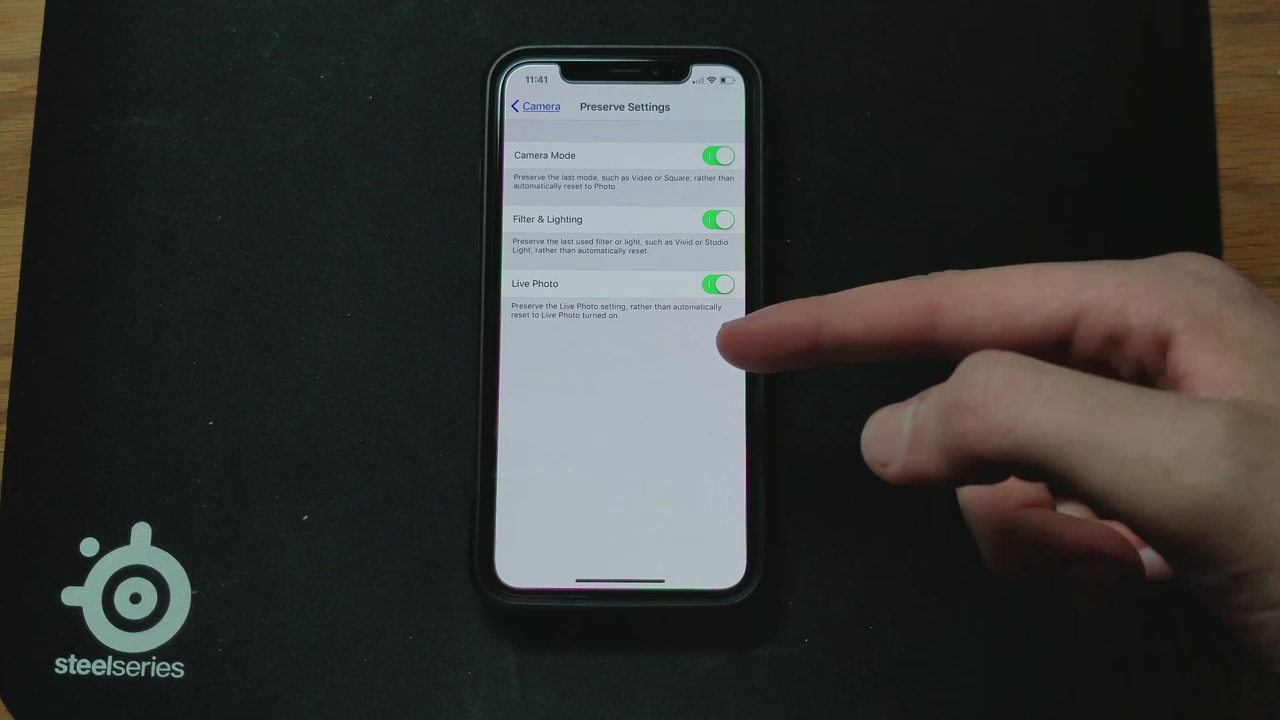 11:41
Camera
Preserve Settings
Camera Mode
Preserve the last mode, such as Video or Square, rather than
automatically reset to Photo.
Filter & Lighting
Preserve the last used filter or light, such as Vivid or Studio
Light, rather than automatically reset.
Live Photo
Preserve the Live Photo setting, rather than automatically
reset to Live Photo turned on.
steelseries